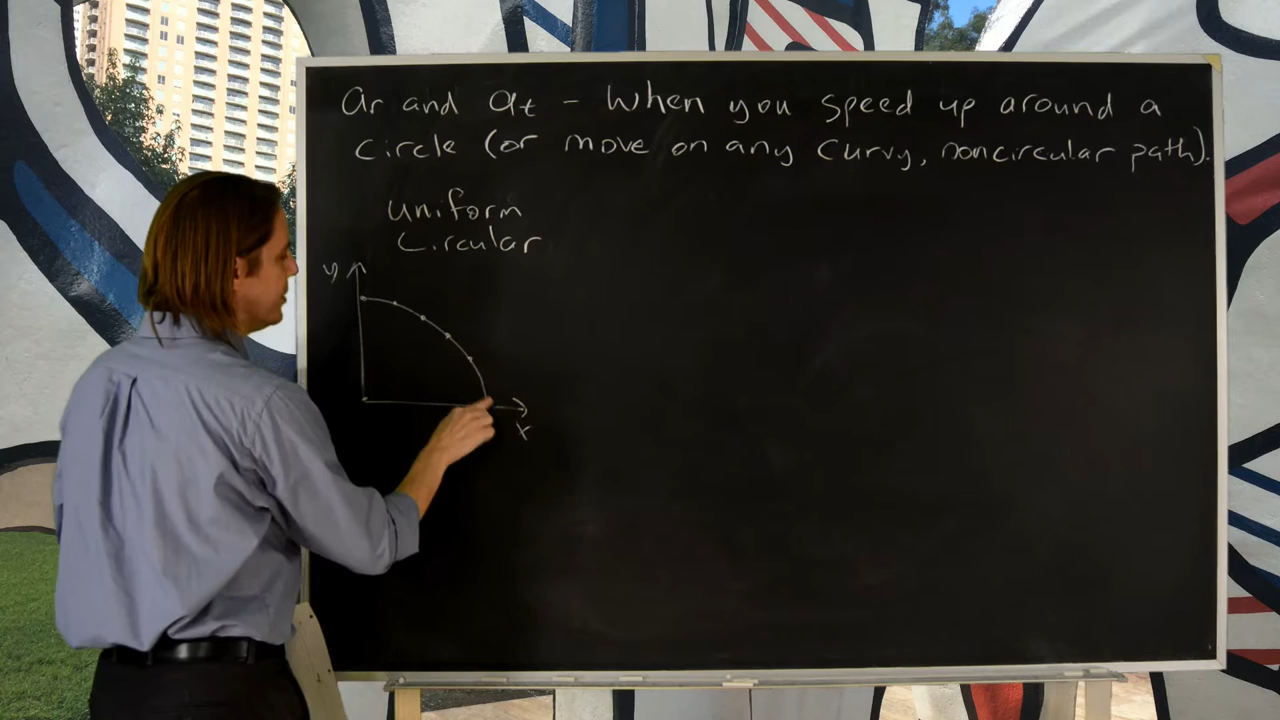 ar and at - When you speed up around a
circle (or move on any curvy, noncircular path).
uniform
circular
y
x